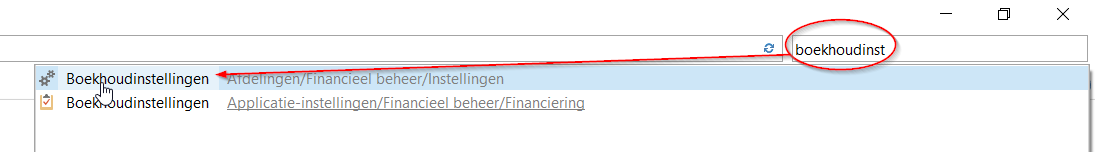 boekhoudinst
Boekhoudinstellingen Afdelingen/Financieel beheer/Instellingen
Boekhoudinstellingen Applicatie-instellingen/Financieel beheer/Financiering